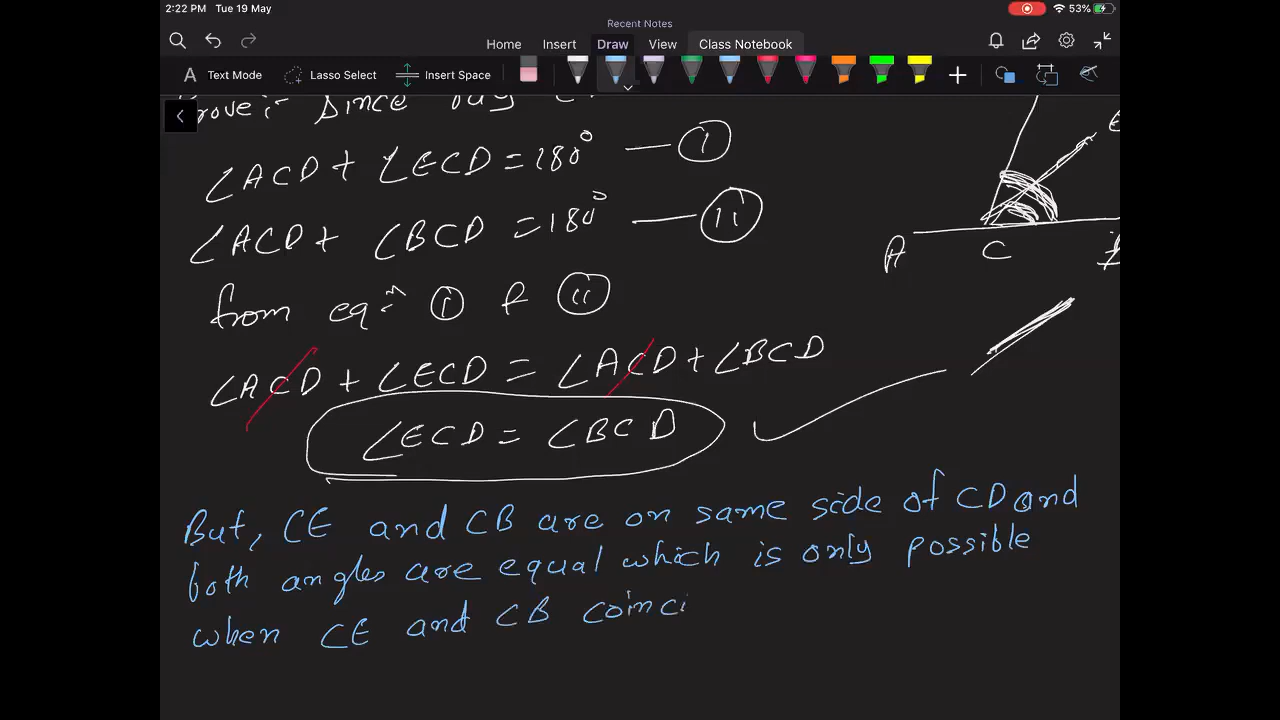 2:22 PM Tue 19 May
53%
Recent Notes
Home Insert Draw View Class Notebook
Text Mode Lasso Select Insert Space
Prove:- Since
∠ACD + ∠ECD = 180° — I
∠ACD + ∠BCD = 180° — II
from eqn I & II
∠ACD + ∠ECD = ∠ACD + ∠BCD
∠ECD = ∠BCD
But, CE and CB are on same side of CD and
both angles are equal which is only possible
when CE and CB coinci
E
A C